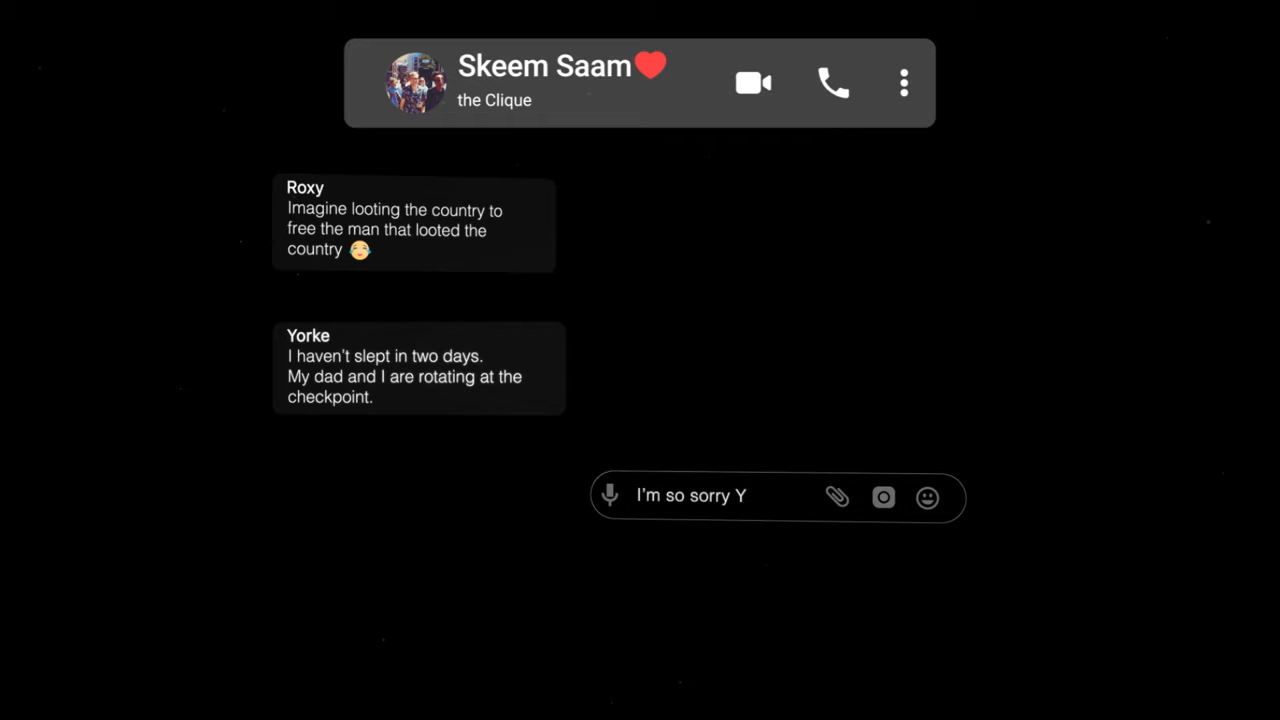 Skeem Saam❤️
the Clique
Roxy
Imagine looting the country to
free the man that looted the
country 😂
Yorke
I haven't slept in two days.
My dad and I are rotating at the
checkpoint.
I'm so sorry Y